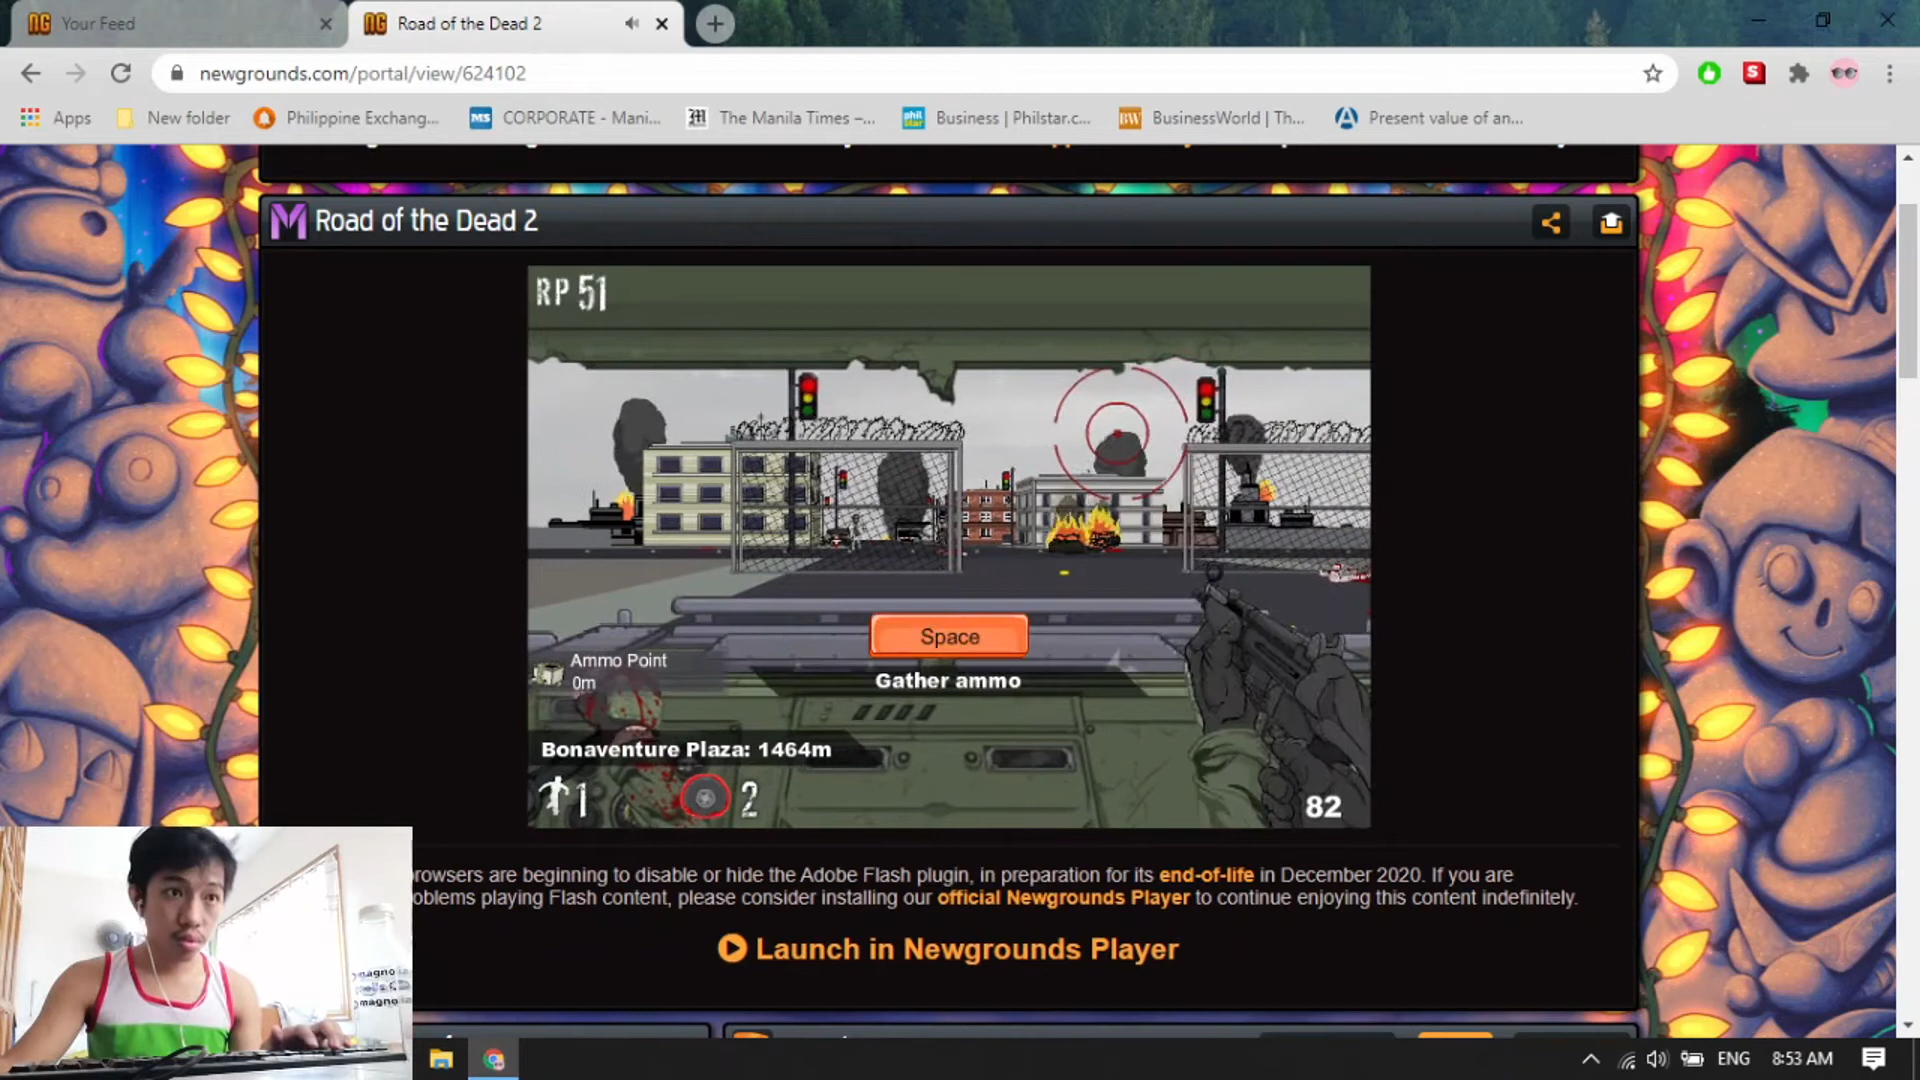 Your Feed
Road of the Dead 2
newgrounds.com/portal/view/624102
Apps
New folder
Philippine Exchang...
CORPORATE - Mani...
The Manila Times –...
Business | Philstar.c...
BusinessWorld | Th...
Present value of an...
Road of the Dead 2
RP 51
Space
Gather ammo
Ammo Point
0m
Bonaventure Plaza: 1464m
1
2
82
rowsers are beginning to disable or hide the Adobe Flash plugin, in preparation for its end-of-life in December 2020. If you are
oblems playing Flash content, please consider installing our official Newgrounds Player to continue enjoying this content indefinitely.
Launch in Newgrounds Player
magno
magno
ENG
8:53 AM